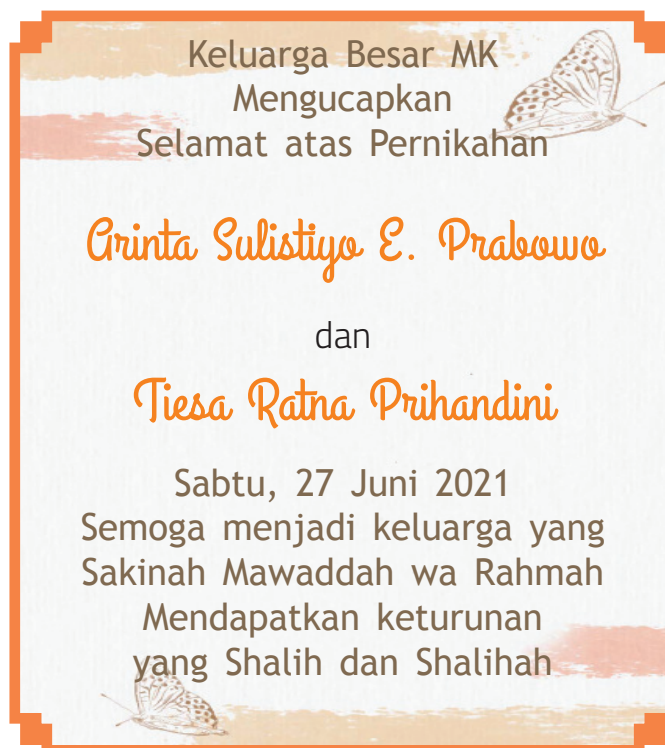 Keluarga Besar MK
Mengucapkan
Selamat atas Pernikahan
Arinta Sulistiyo E. Prabowo
dan
Tiesa Ratna Prihandini
Sabtu, 27 Juni 2021
Semoga menjadi keluarga yang
Sakinah Mawaddah wa Rahmah
Mendapatkan keturunan
yang Shalih dan Shalihah